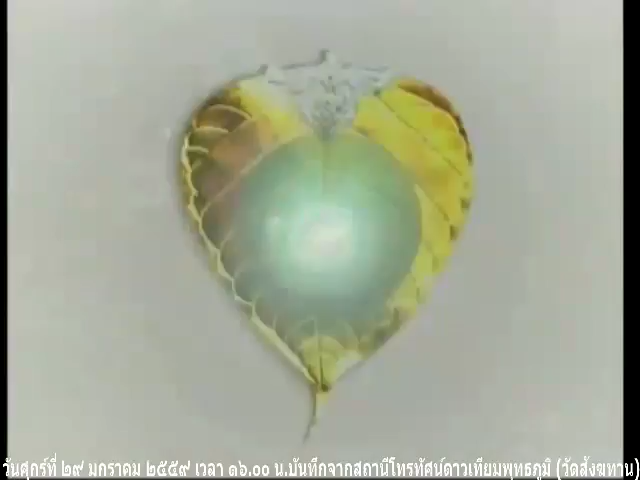 วันศุกร์ที่ ๒๙ มกราคม ๒๕๕๙ เวลา ๑๖.๐๐ น.บันทึกจากสถานีโทรทัศน์ดาวเทียมพุทธภูมิ (วัดสังฆทาน)